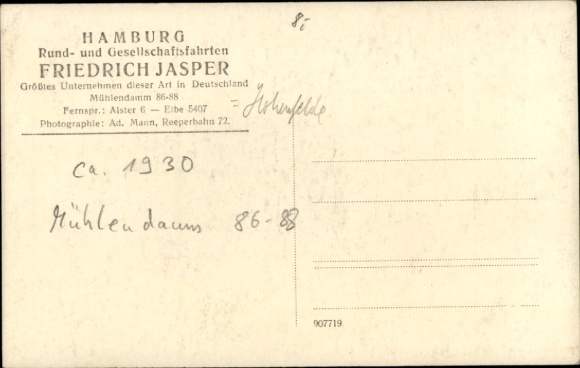 HAMBURG
Rund- und Gesellschaftsfahrten
FRIEDRICH JASPER
Größtes Unternehmen dieser Art in Deutschland
Mühlendamm 86-88
Fernspr.: Alster 6 — Elbe 5407
Photographie: Ad. Mann, Reeperbahn 72.
8,-
= Hohenfelde
ca. 1930
Mühlendamm 86-88
907719